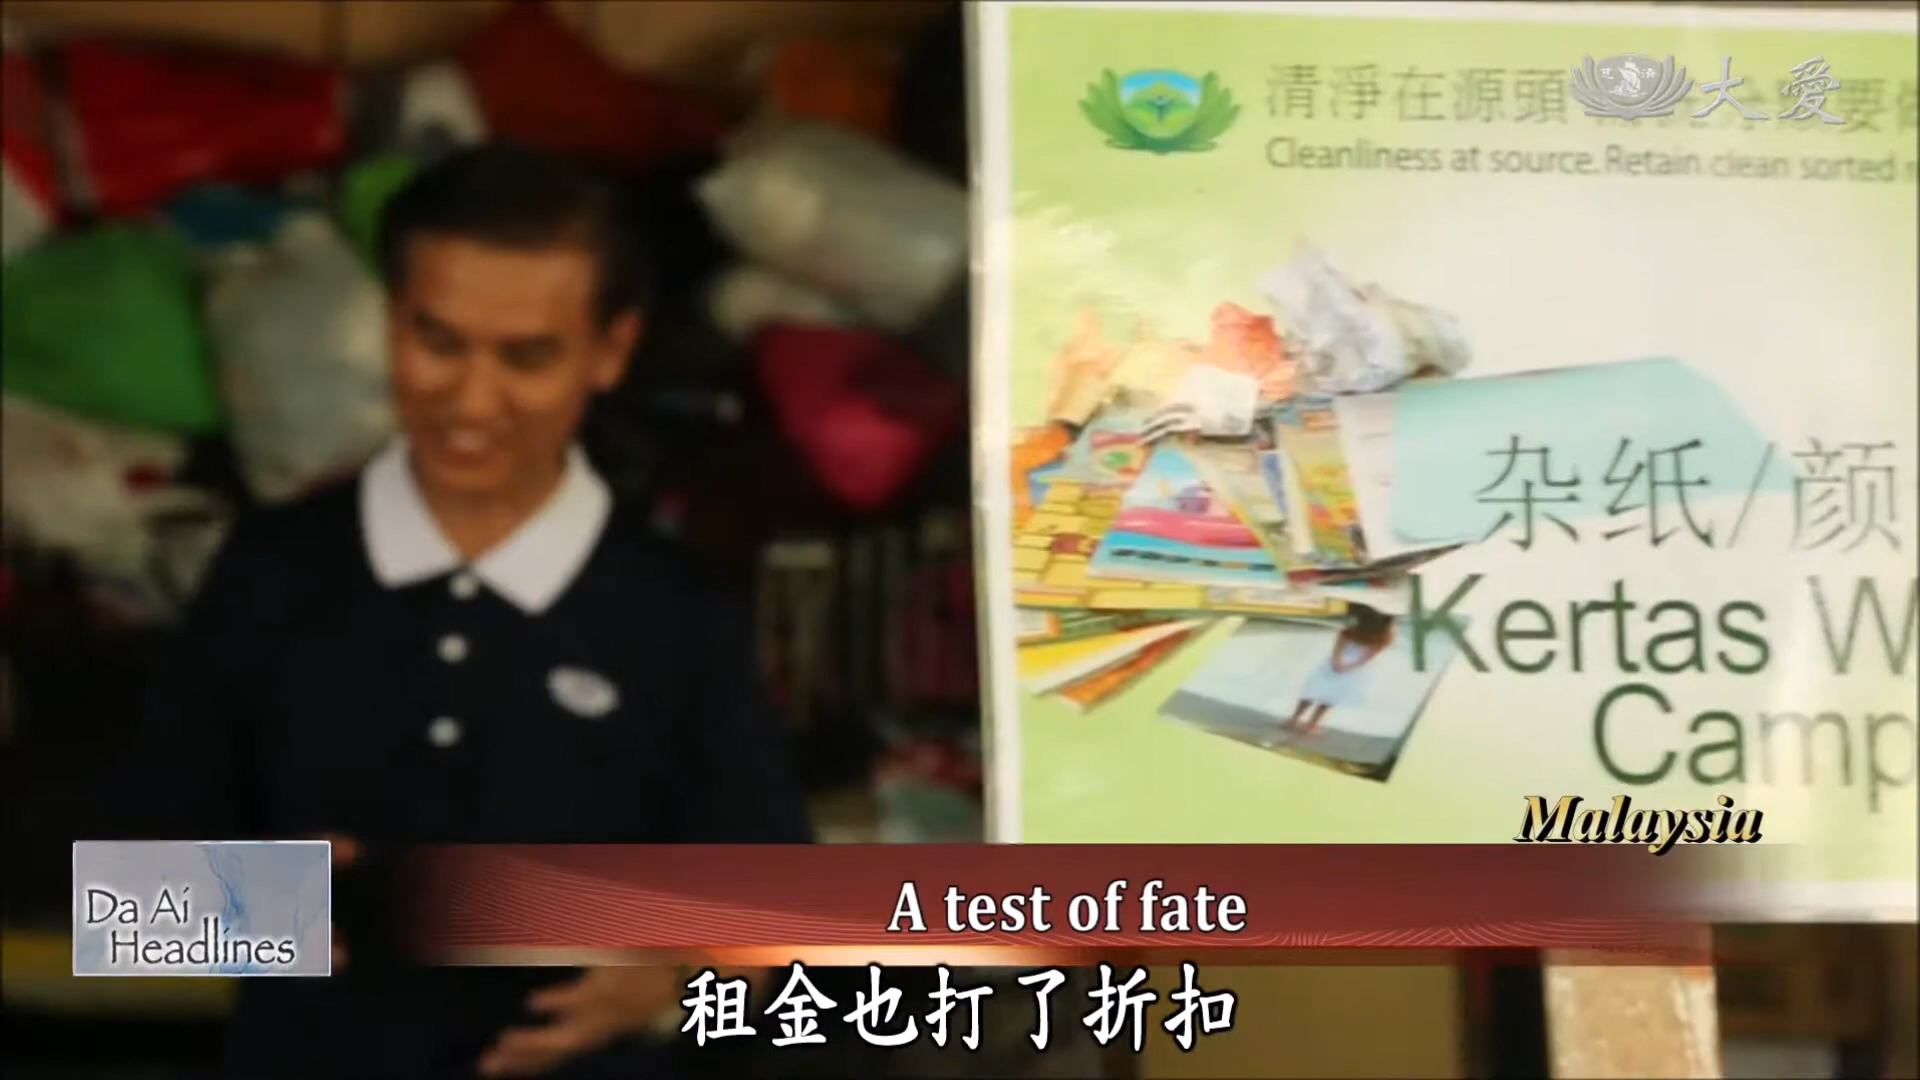 清淨在源頭
大愛
Cleanliness at source. Retain clean sorted
杂纸/颜
Kertas W
Camp
Malaysia
Da Ai
Headlines
A test of fate
租金也打了折扣